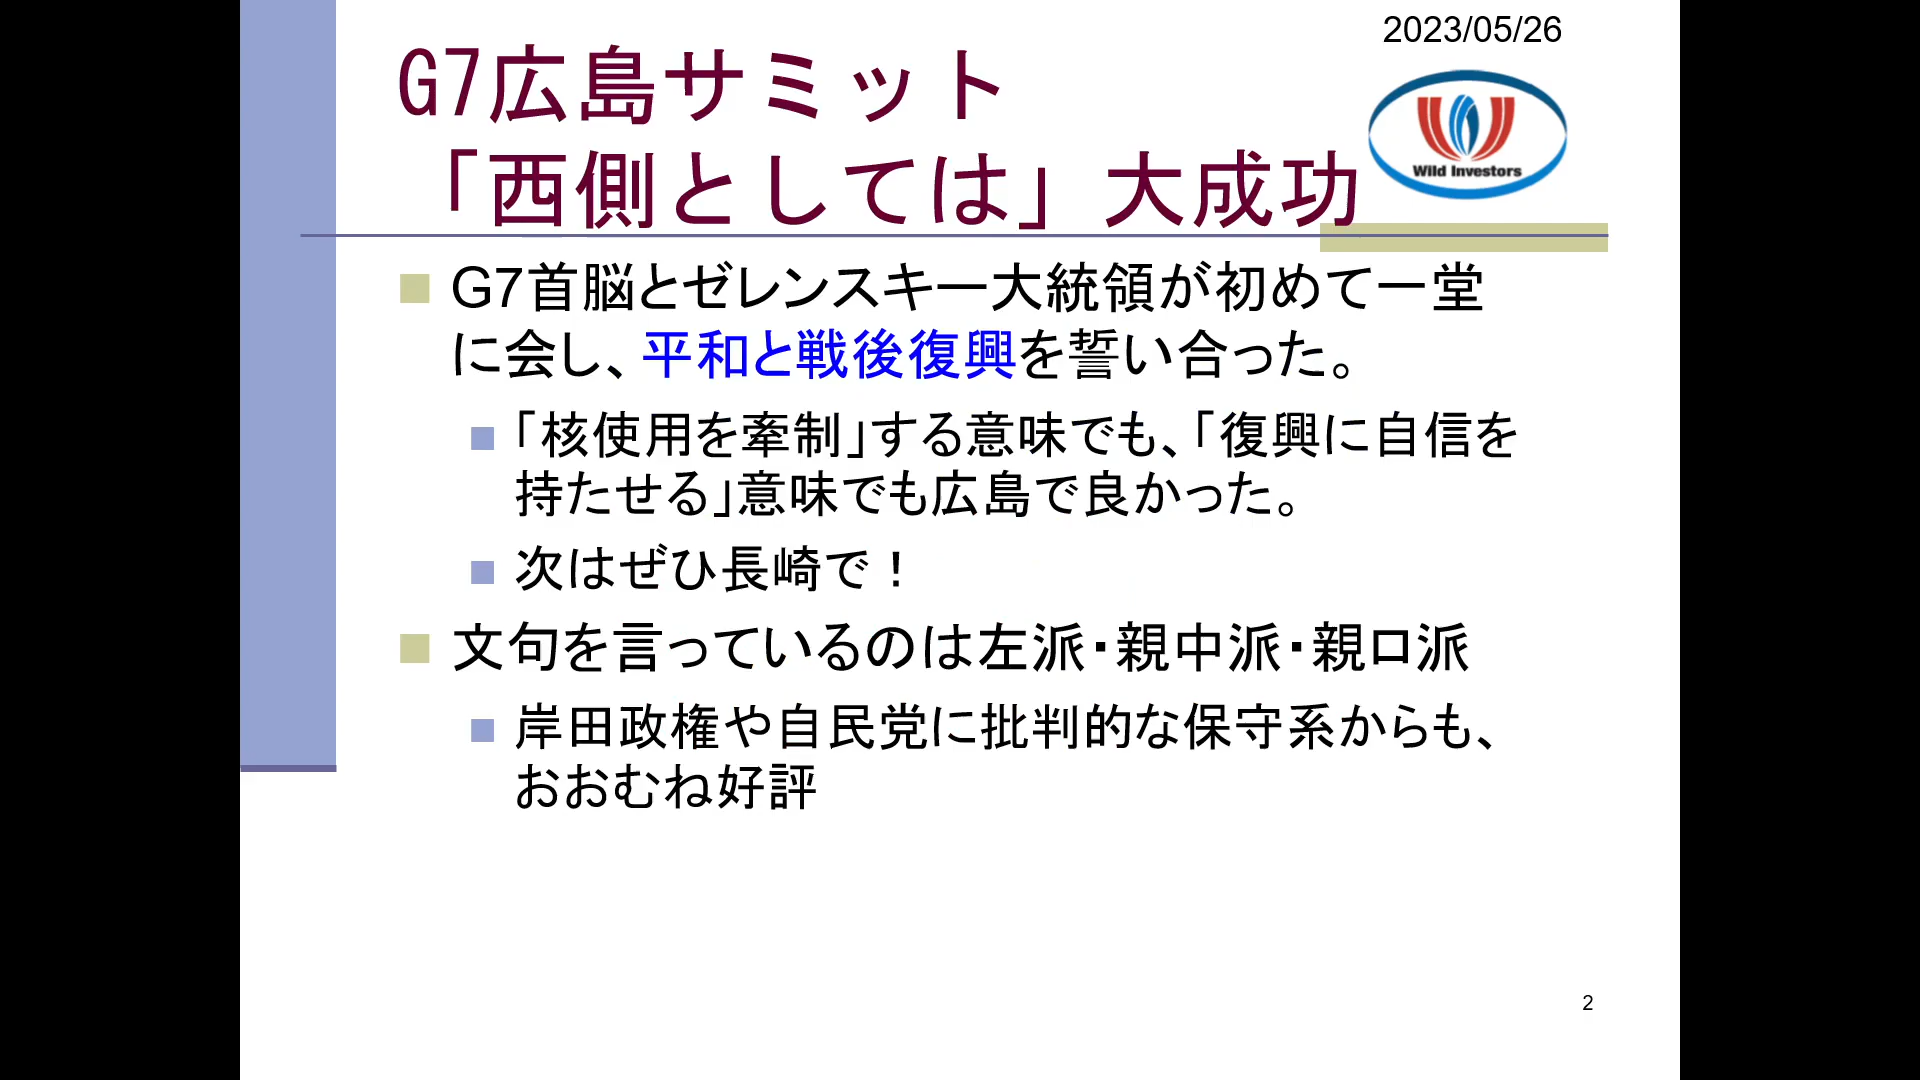 2023/05/26
G7広島サミット
「西側としては」大成功
Wild Investors
G7首脳とゼレンスキー大統領が初めて一堂
に会し、平和と戦後復興を誓い合った。
「核使用を牽制」する意味でも、「復興に自信を
持たせる」意味でも広島で良かった。
次はぜひ長崎で！
文句を言っているのは左派・親中派・親ロ派
岸田政権や自民党に批判的な保守系からも、
おおむね好評
2